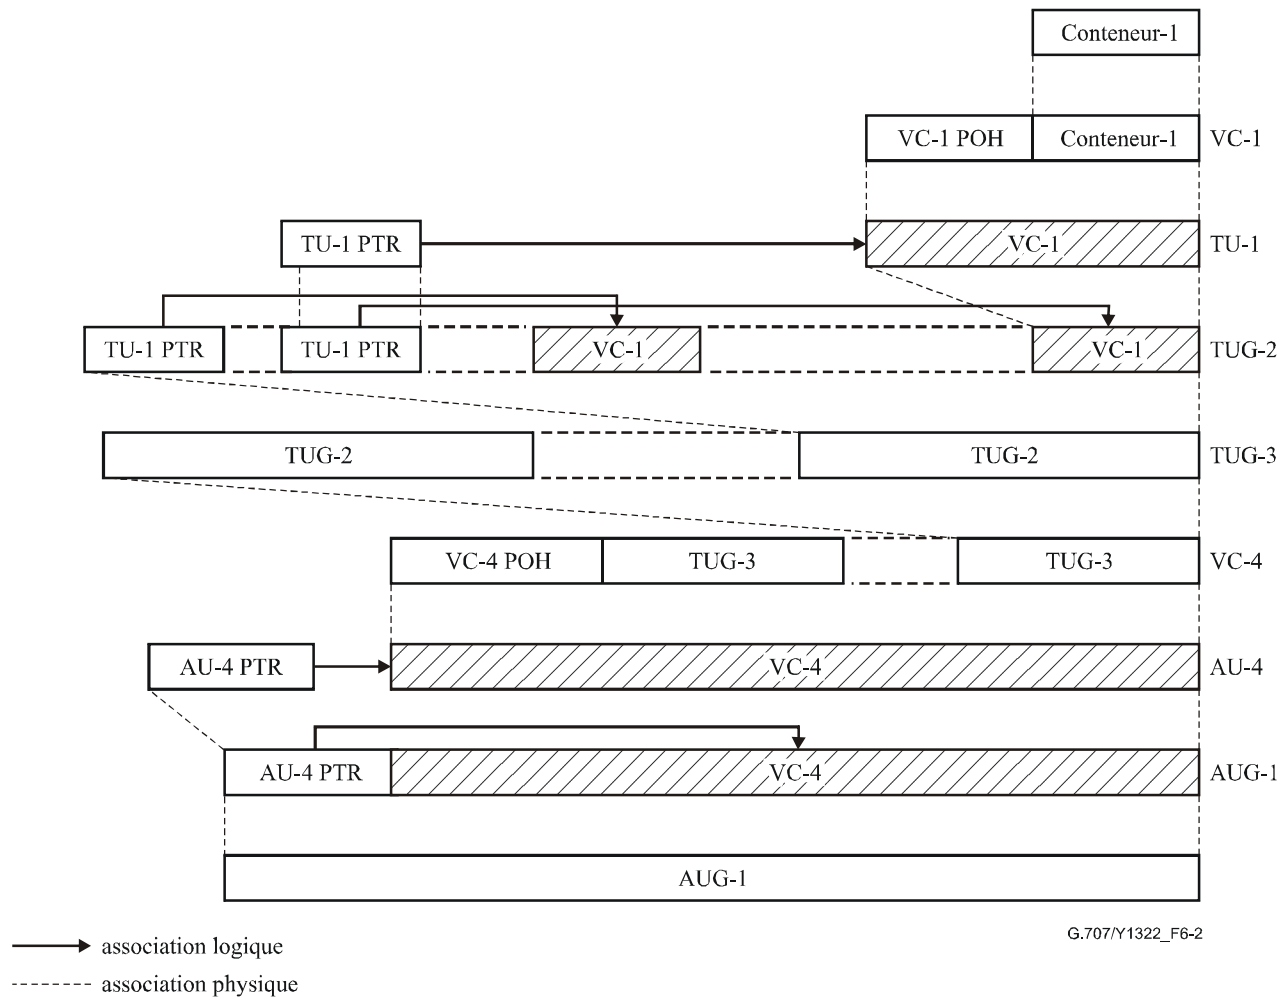 Conteneur-1
VC-1 POH Conteneur-1 VC-1
TU-1 PTR VC-1 TU-1
TU-1 PTR TU-1 PTR VC-1 VC-1 TUG-2
TUG-2 TUG-2 TUG-3
VC-4 POH TUG-3 TUG-3 VC-4
AU-4 PTR VC-4 AU-4
AU-4 PTR VC-4 AUG-1
AUG-1
G.707/Y1322_F6-2
association logique
association physique